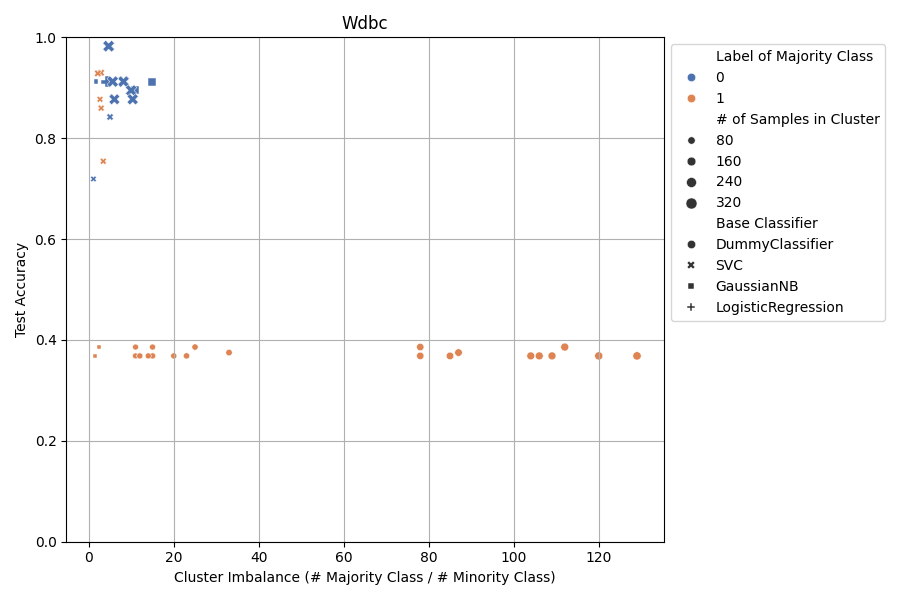 Wdbc
1.0
0.8
0.6
0.4
0.2
0.0
Test Accuracy
0
20
40
60
80
100
120
Cluster Imbalance (# Majority Class / # Minority Class)
Label of Majority Class
0
1
# of Samples in Cluster
80
160
240
320
Base Classifier
DummyClassifier
SVC
GaussianNB
LogisticRegression